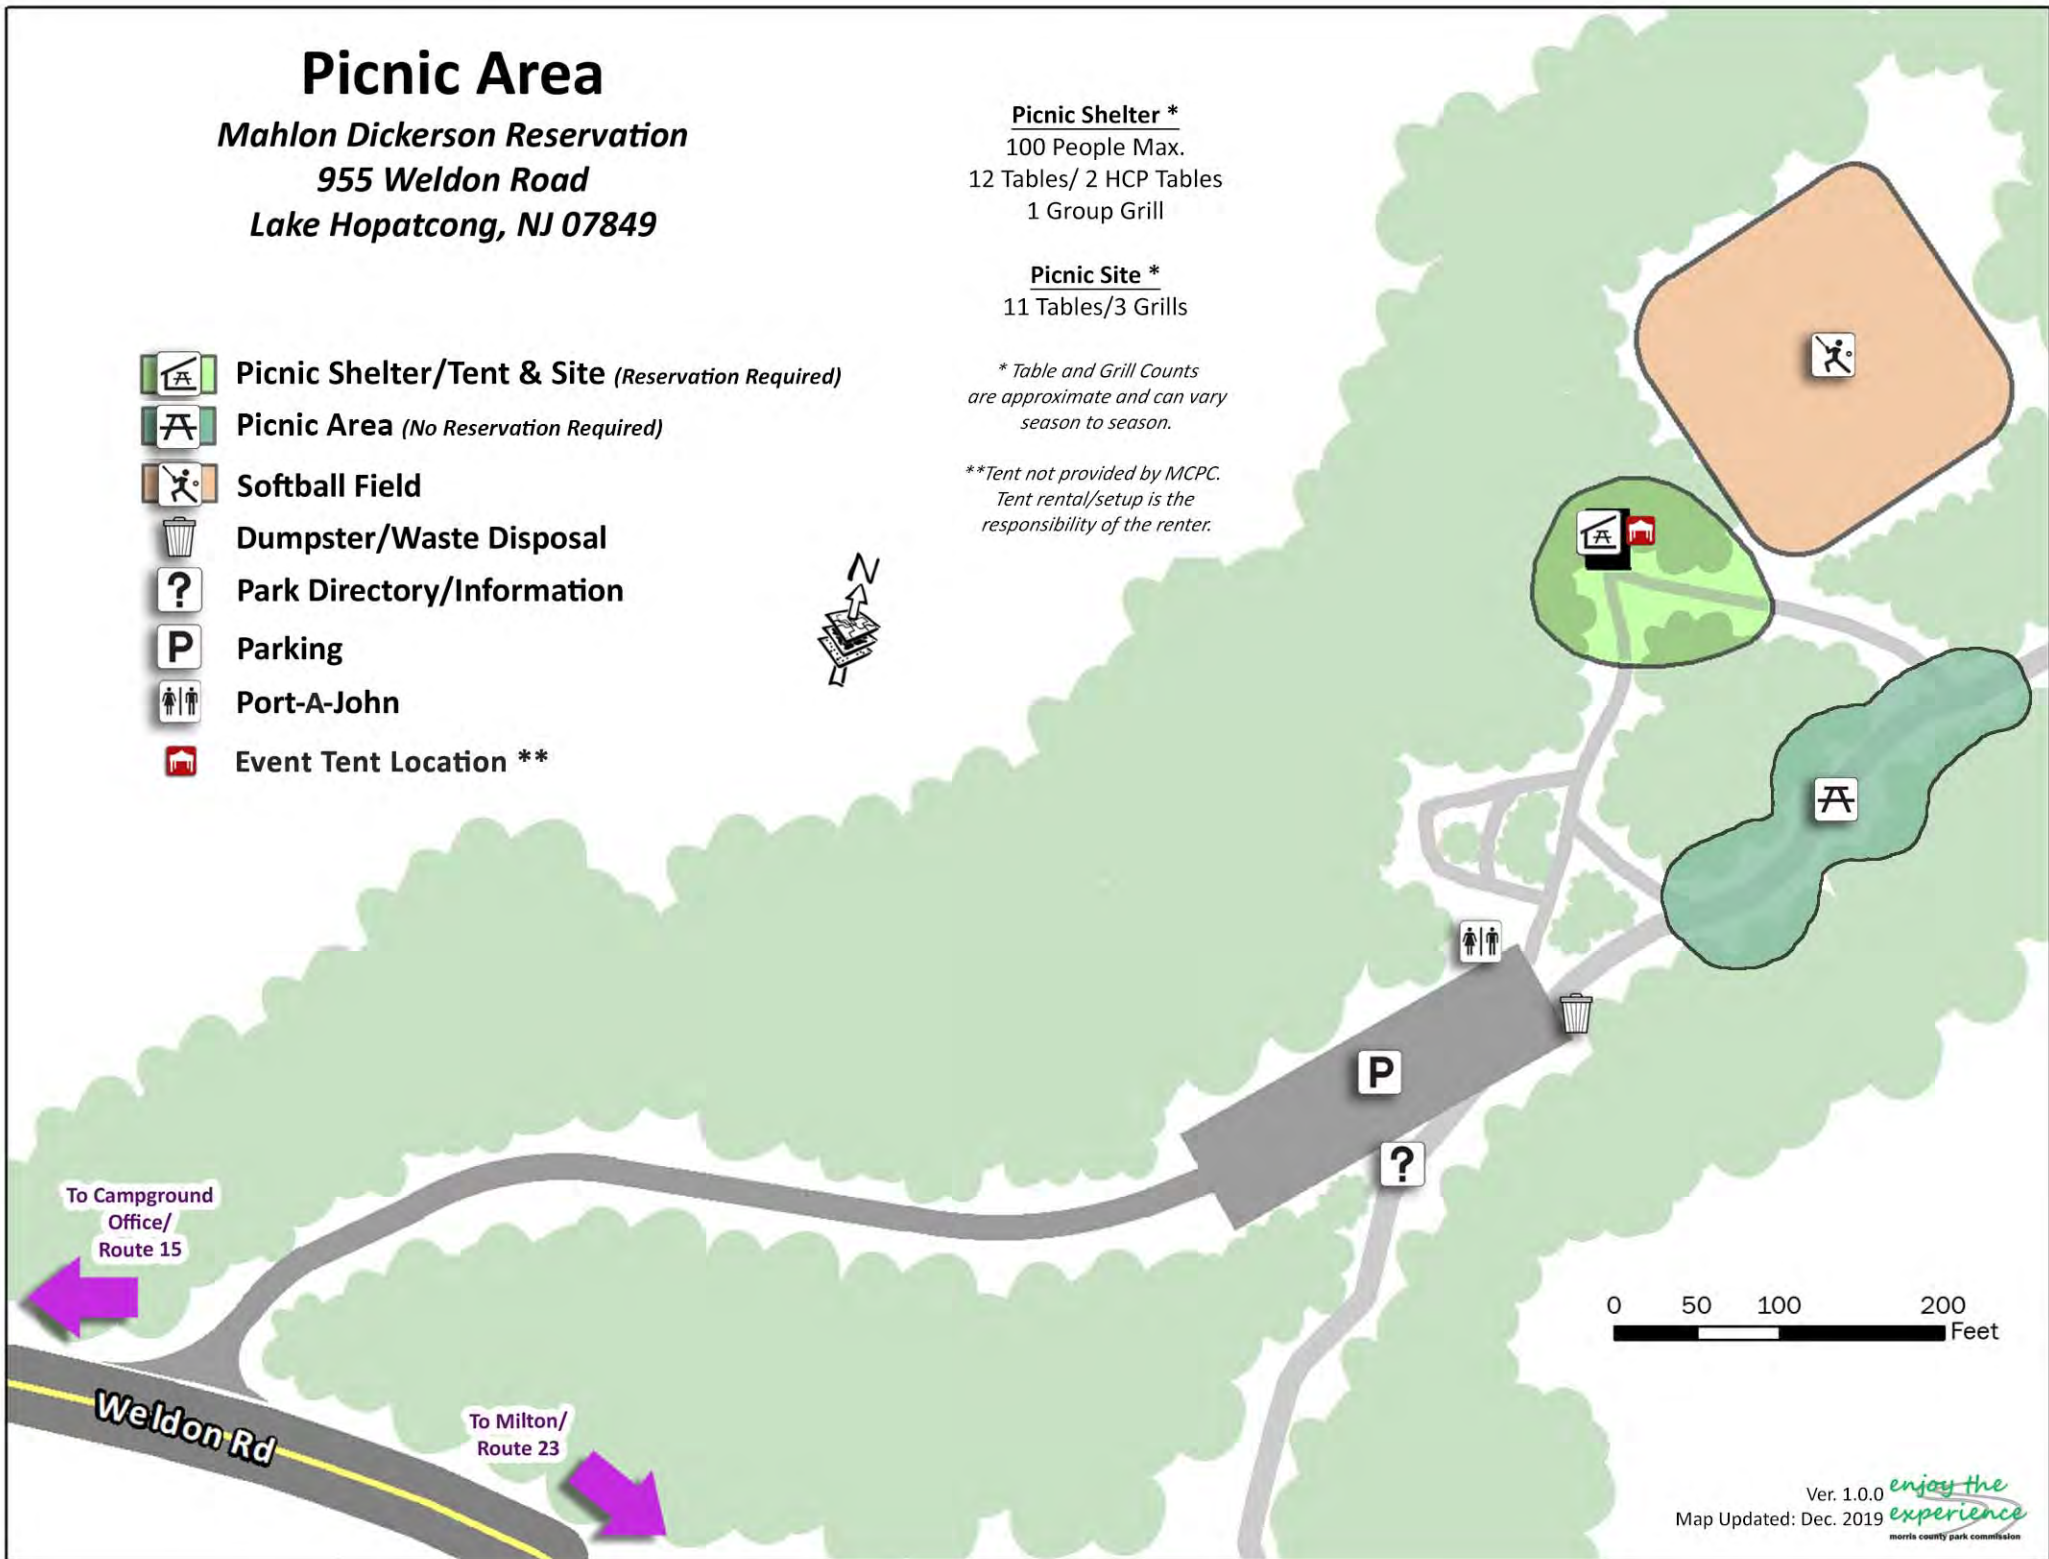 Picnic Area
Mahlon Dickerson Reservation
955 Weldon Road
Lake Hopatcong, NJ 07849
Picnic Shelter *
100 People Max.
12 Tables/ 2 HCP Tables
1 Group Grill
Picnic Site *
11 Tables/3 Grills
* Table and Grill Counts
are approximate and can vary
season to season.
**Tent not provided by MCPC.
Tent rental/setup is the
responsibility of the renter.
Picnic Shelter/Tent & Site (Reservation Required)
Picnic Area (No Reservation Required)
Softball Field
Dumpster/Waste Disposal
? Park Directory/Information
P Parking
Port-A-John
Event Tent Location **
N
P
?
To Campground
Office/
Route 15
To Milton/
Route 23
Weldon Rd
0 50 100 200
Feet
Ver. 1.0.0
Map Updated: Dec. 2019
enjoy the
experience
morris county park commission